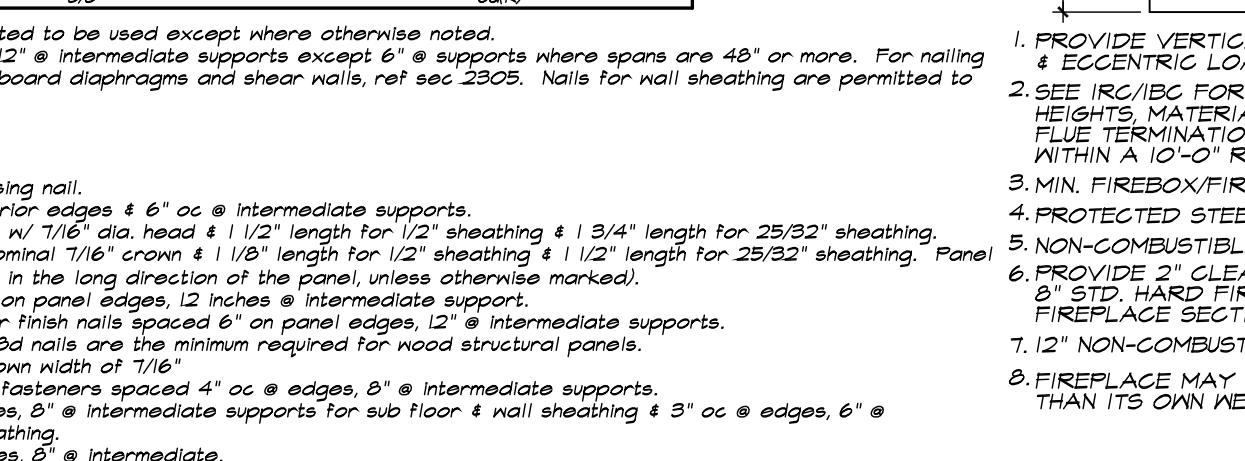 ted to be used except where otherwise noted.
12" @ intermediate supports except 6" @ supports where spans are 48" or more. For nailing
board diaphragms and shear walls, ref sec 2305. Nails for wall sheathing are permitted to
sing nail.
rior edges & 6" oc @ intermediate supports.
w/ 7/16" dia. head & 1 1/2" length for 1/2" sheathing & 1 3/4" length for 25/32" sheathing.
ominal 7/16" crown & 1 1/8" length for 1/2" sheathing & 1 1/2" length for 25/32" sheathing. Panel
in the long direction of the panel, unless otherwise marked).
on panel edges, 12 inches @ intermediate support.
r finish nails spaced 6" on panel edges, 12" @ intermediate supports.
8d nails are the minimum required for wood structural panels.
own width of 7/16"
fasteners spaced 4" oc @ edges, 8" @ intermediate supports.
es, 8" @ intermediate supports for sub floor & wall sheathing & 3" oc @ edges, 6" @
athing.
es, 8" @ intermediate.
1. PROVIDE VERTIC
& ECCENTRIC LOA
2. SEE IRC/IBC FOR
HEIGHTS, MATERIA
FLUE TERMINATIO
WITHIN A 10'-0" R
3. MIN. FIREBOX/FIR
4. PROTECTED STEE
5. NON-COMBUSTIBL
6. PROVIDE 2" CLEA
8" STD. HARD FIR
FIREPLACE SECTI
7. 12" NON-COMBUST
8. FIREPLACE MAY
THAN ITS OWN WE